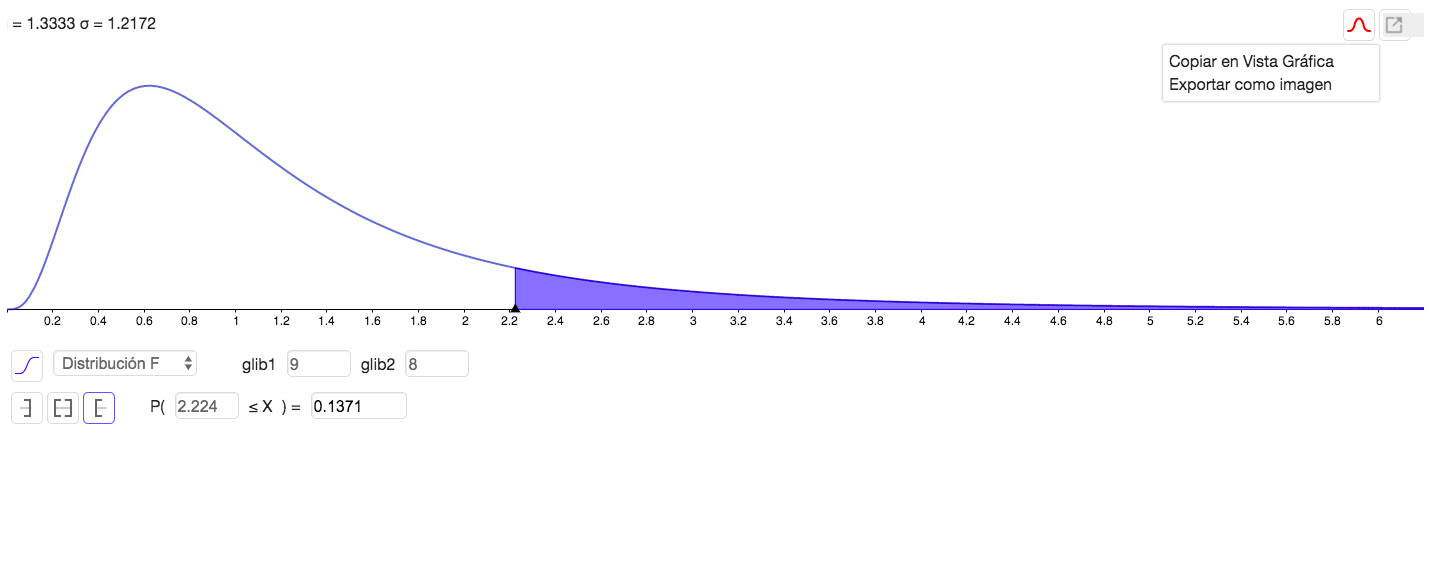 = 1.3333 σ = 1.2172
Copiar en Vista Gráfica
Exportar como imagen
0.2 0.4 0.6 0.8 1 1.2 1.4 1.6 1.8 2 2.2 2.4 2.6 2.8 3 3.2 3.4 3.6 3.8 4 4.2 4.4 4.6 4.8 5 5.2 5.4 5.6 5.8 6
Distribución F glib1 9 glib2 8
P( 2.224 ≤ X ) = 0.1371